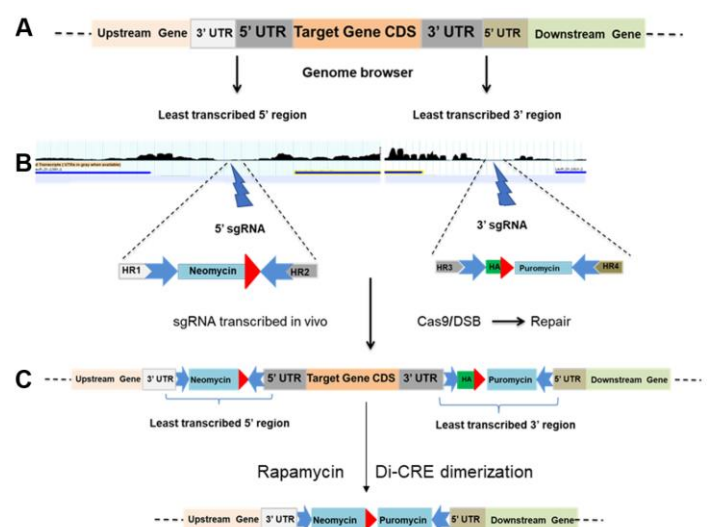 A
Upstream Gene 3' UTR 5' UTR Target Gene CDS 3' UTR 5' UTR Downstream Gene
Genome browser
Least transcribed 5' region Least transcribed 3' region
B
5' sgRNA 3' sgRNA
HR1 Neomycin HR2 HR3 HA Puromycin HR4
sgRNA transcribed in vivo Cas9/DSB Repair
C
Upstream Gene 3' UTR Neomycin 5' UTR Target Gene CDS 3' UTR HA Puromycin 5' UTR Downstream Gene
Least transcribed 5' region Least transcribed 3' region
Rapamycin Di-CRE dimerization
Upstream Gene 3' UTR Neomycin Puromycin 5' UTR Downstream Gene